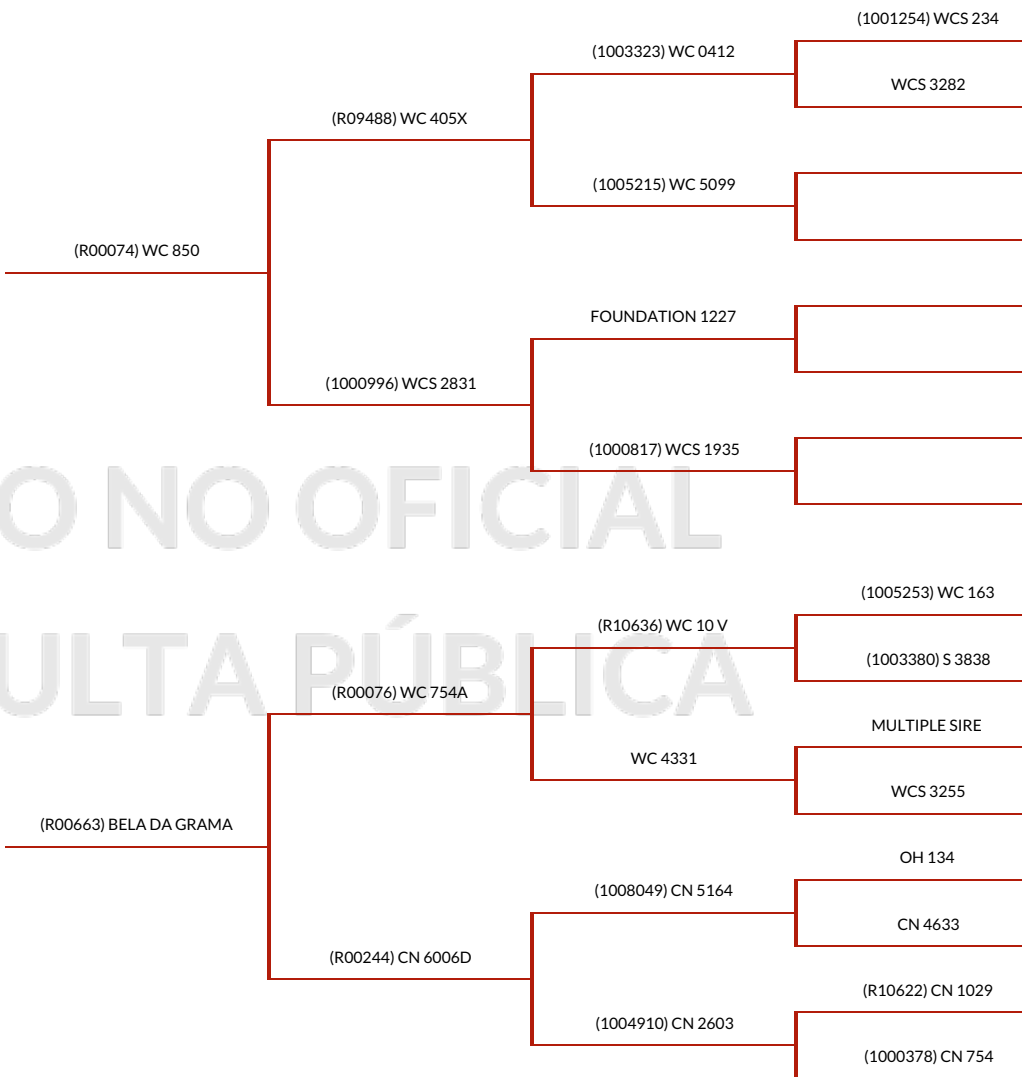 (1001254) WCS 234
(1003323) WC 0412
WCS 3282
(R09488) WC 405X
(1005215) WC 5099
(R00074) WC 850
FOUNDATION 1227
(1000996) WCS 2831
(1000817) WCS 1935
O NO OFICIAL
(1005253) WC 163
(R10636) WC 10 V
(1003380) S 3838
ULTA PÚBLICA
(R00076) WC 754A
MULTIPLE SIRE
WC 4331
WCS 3255
(R00663) BELA DA GRAMA
OH 134
(1008049) CN 5164
CN 4633
(R00244) CN 6006D
(R10622) CN 1029
(1004910) CN 2603
(1000378) CN 754